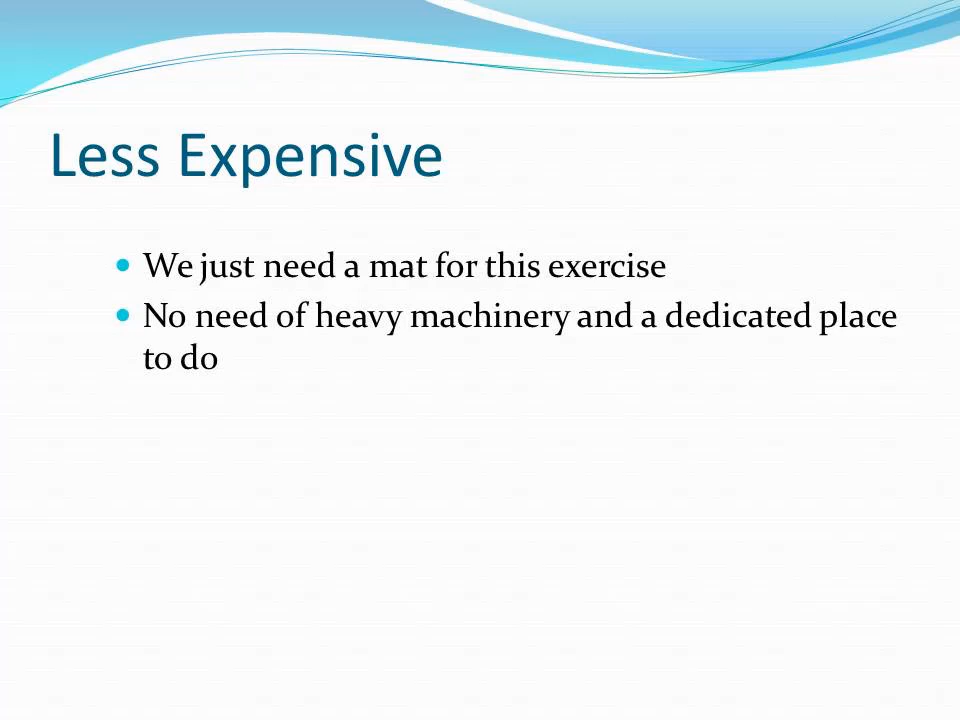 Less Expensive
We just need a mat for this exercise
No need of heavy machinery and a dedicated place
to do